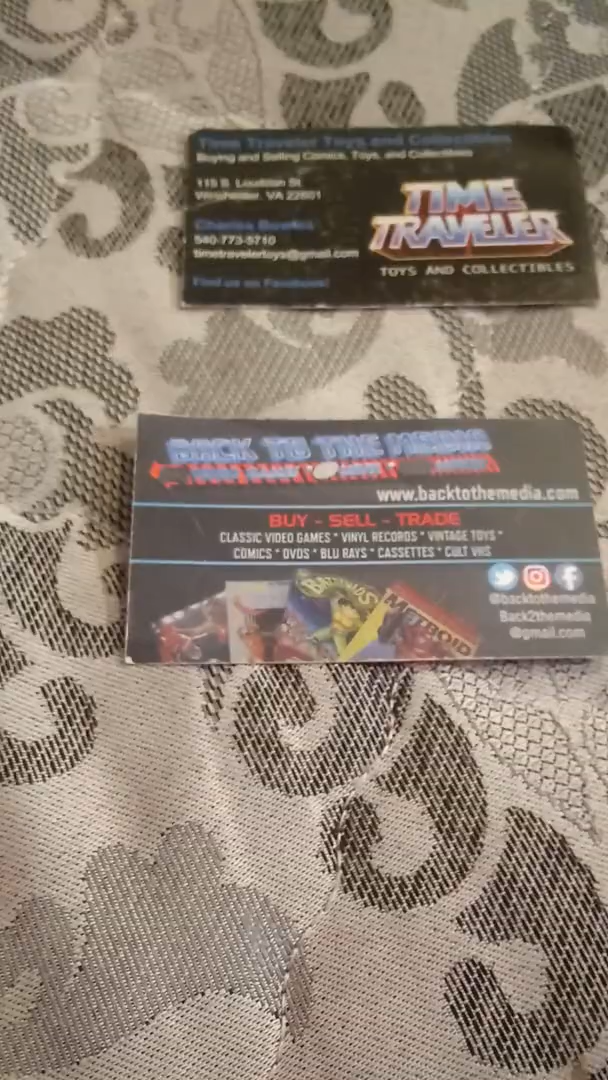 Time Traveler Toys and Collectibles
Buying and Selling Comics, Toys, and Collectibles
115 S. Loudoun St
Winchester, VA 22601
540-773-5710
timetravelertoys@gmail.com
Find us on Facebook!
TIME
TRAVELER
TOYS AND COLLECTIBLES
BACK TO THE MEDIA
www.backtothemedia.com
BUY - SELL - TRADE
CLASSIC VIDEO GAMES * VINYL RECORDS * VINTAGE TOYS *
COMICS * DVDS * BLU RAYS * CASSETTES * CULT VHS
@backtothemedia
Back2themedia
@gmail.com
METROID